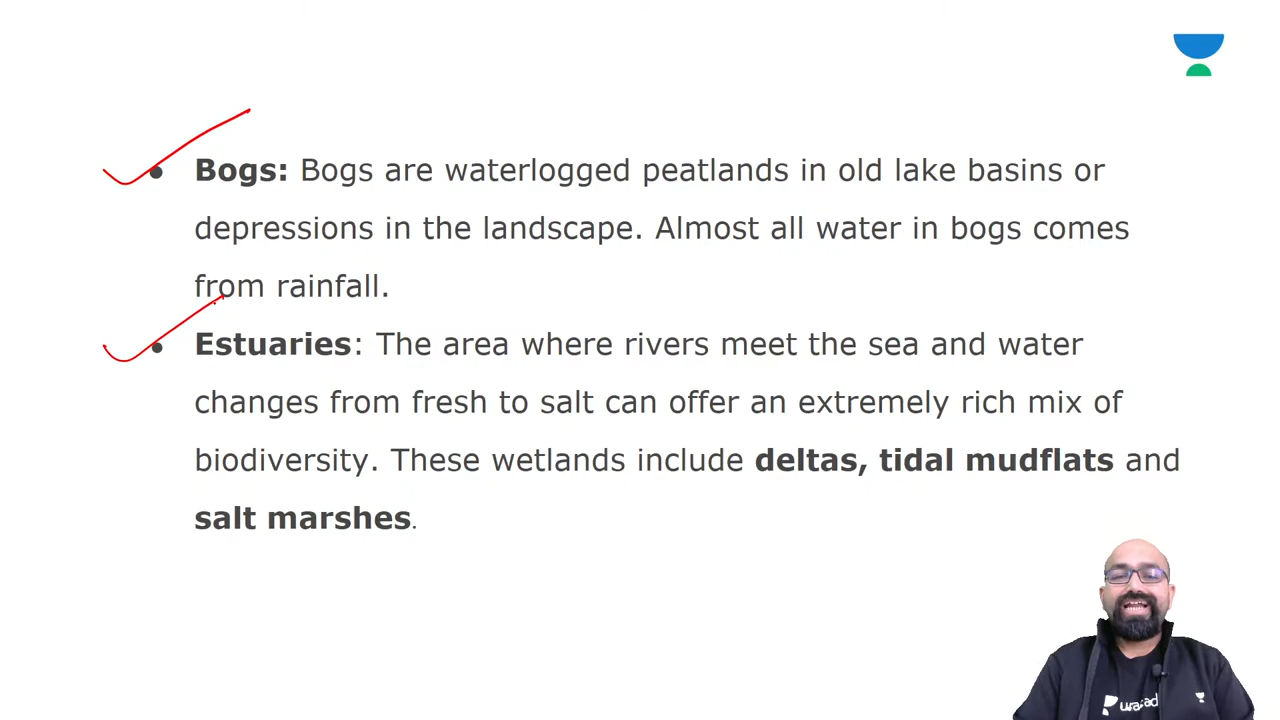 • Bogs: Bogs are waterlogged peatlands in old lake basins or
depressions in the landscape. Almost all water in bogs comes
from rainfall.
• Estuaries: The area where rivers meet the sea and water
changes from fresh to salt can offer an extremely rich mix of
biodiversity. These wetlands include deltas, tidal mudflats and
salt marshes.